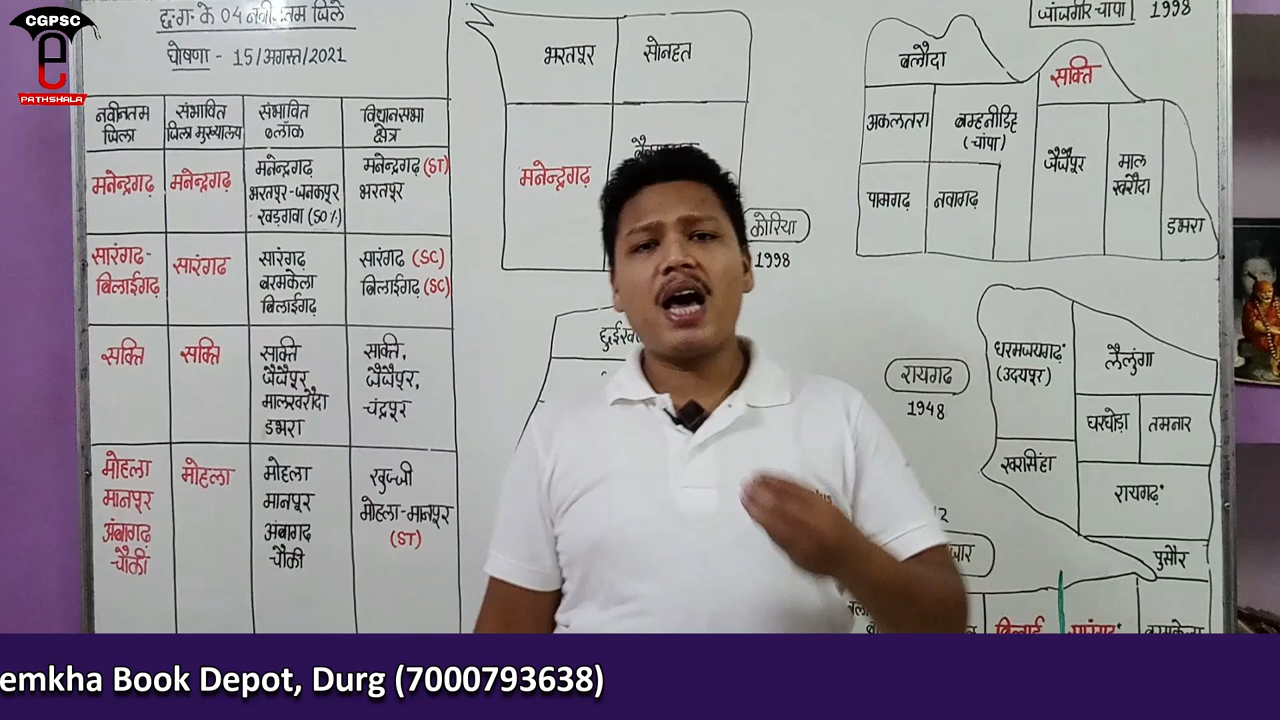 CGPSC
e
PATHSHALA
छ.ग. के 04 नवीनतम जिले
घोषणा - 15/अगस्त/2021
नवीनतम जिला
संभावित जिला मुख्यालय
संभावित ब्लॉक
विधानसभा क्षेत्र
मनेन्द्रगढ़
मनेन्द्रगढ़
मनेन्द्रगढ़
भरतपुर-जनकपुर
खड़गवा (50%)
मनेन्द्रगढ़ (ST)
भरतपुर
सारंगढ़-
बिलाईगढ़
सारंगढ
सारंगढ़
बरमकेला
बिलाईगढ़
सारंगढ (SC)
बिलाईगढ़ (SC)
सक्ति
सक्ति
साक्ति
जैजैपूर
मालखरौदा
डभरा
साक्ति,
जैजैपूर,
चंद्रपूर
मोहला
मानपूर
अंबागढ
चौकीं
मोहला
मोहला
मानपूर
अंबागढ
चौकी
खुज्जी
मोहला-मानपूर
(ST)
भरतपूर
सोनहत
मनेन्द्रगढ़
कोरिया
1998
जांजगीर चांपा 1998
बलौदा
सक्ति
अकलतरा
बम्हनीडिह
(चांपा)
जैजैपूर
माल
खरौदा
पामगढ़
नवागढ़
डभरा
रायगढ
1948
धरमजयगढ़
(उदयपूर)
लैलुंगा
घरघोड़ा
तमनार
खरसिंहा
रायगढ़
पुसौर
बिलाई
सारंगढ़
बरमकेला
emkha Book Depot, Durg (7000793638)